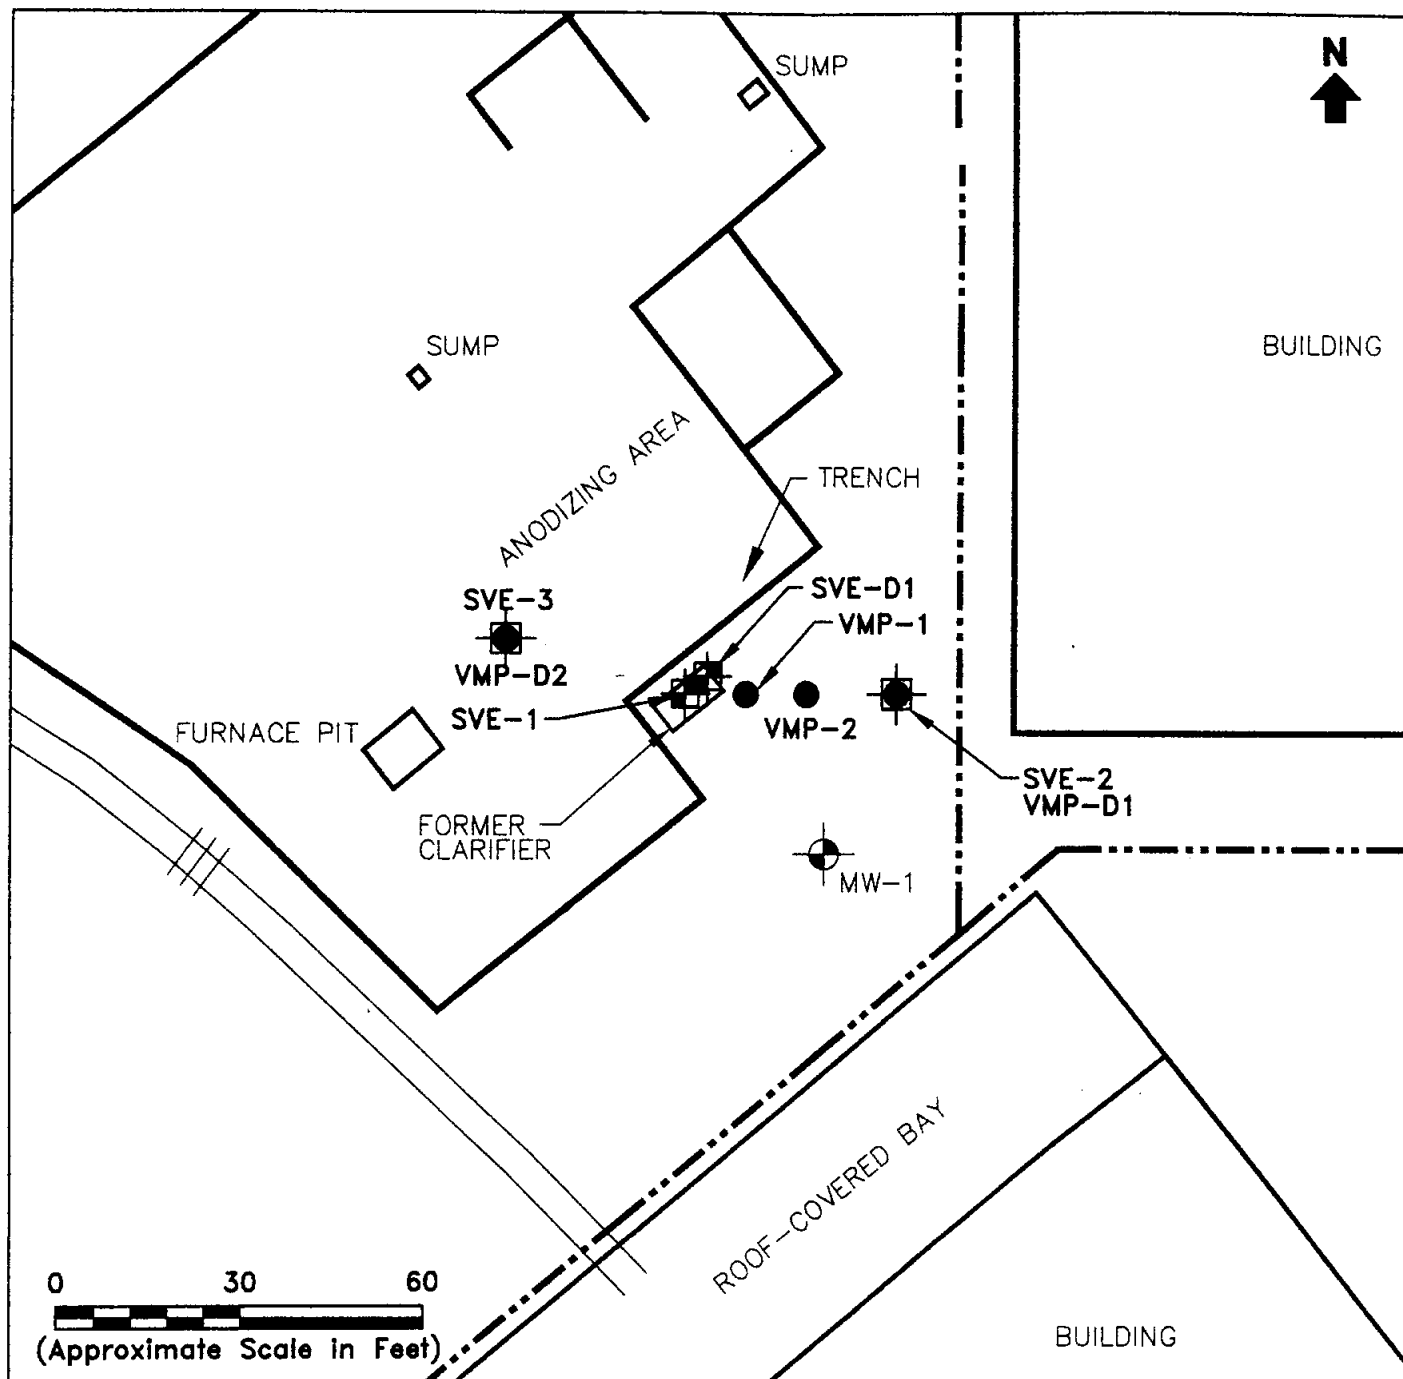 SUMP
N
SUMP
BUILDING
ANODIZING AREA
TRENCH
SVE-D1
SVE-3
VMP-1
VMP-D2
SVE-1
VMP-2
FURNACE PIT
SVE-2
VMP-D1
FORMER
CLARIFIER
MW-1
ROOF-COVERED BAY
0 30 60
(Approximate Scale in Feet)
BUILDING